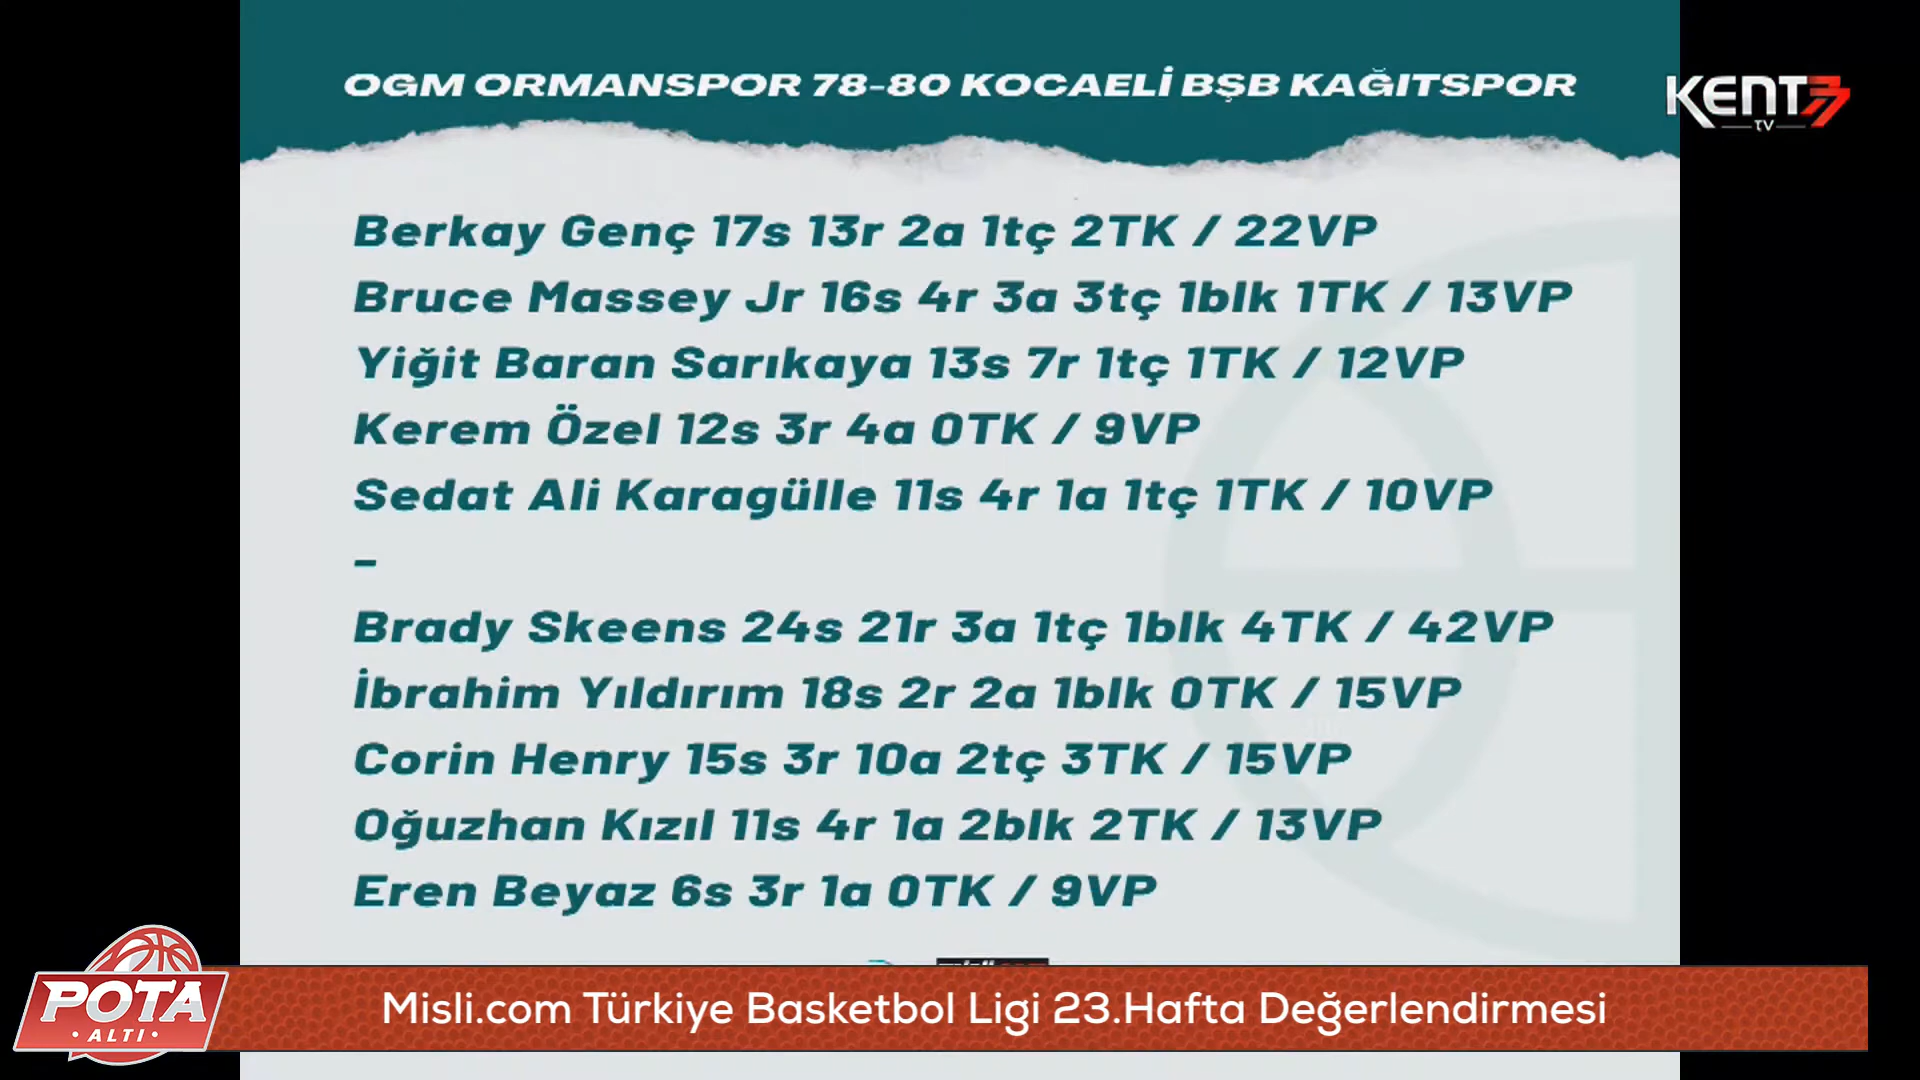 OGM ORMANSPOR 78-80 KOCAELİ BŞB KAĞITSPOR
KENT
TV
Berkay Genç 17s 13r 2a 1tç 2TK / 22VP
Bruce Massey Jr 16s 4r 3a 3tç 1blk 1TK / 13VP
Yiğit Baran Sarıkaya 13s 7r 1tç 1TK / 12VP
Kerem Özel 12s 3r 4a 0TK / 9VP
Sedat Ali Karagülle 11s 4r 1a 1tç 1TK / 10VP
–
Brady Skeens 24s 21r 3a 1tç 1blk 4TK / 42VP
İbrahim Yıldırım 18s 2r 2a 1blk 0TK / 15VP
Corin Henry 15s 3r 10a 2tç 3TK / 15VP
Oğuzhan Kızıl 11s 4r 1a 2blk 2TK / 13VP
Eren Beyaz 6s 3r 1a 0TK / 9VP
POTA
·ALTI·
Misli.com Türkiye Basketbol Ligi 23.Hafta Değerlendirmesi